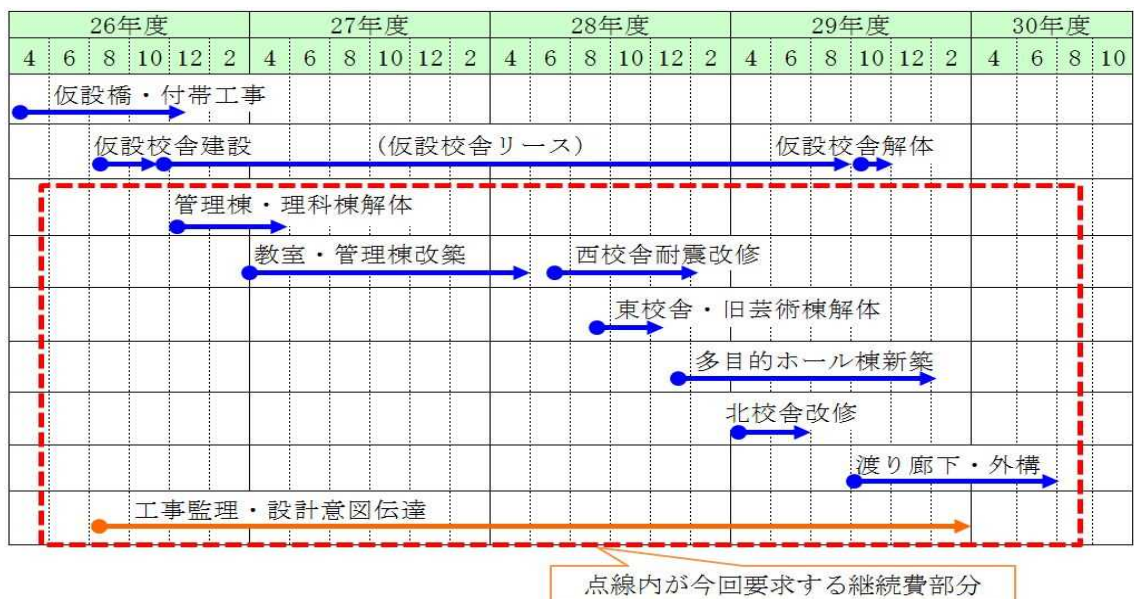 26年度 27年度 28年度 29年度 30年度
4 6 8 10 12 2 4 6 8 10 12 2 4 6 8 10 12 2 4 6 8 10 12 2 4 6 8 10
仮設橋・付帯工事
仮設校舎建設 (仮設校舎リース) 仮設校舎解体
管理棟・理科棟解体
教室・管理棟改築 西校舎耐震改修
東校舎・旧芸術棟解体
多目的ホール棟新築
北校舎改修
渡り廊下・外構
工事監理・設計意図伝達
点線内が今回要求する継続費部分